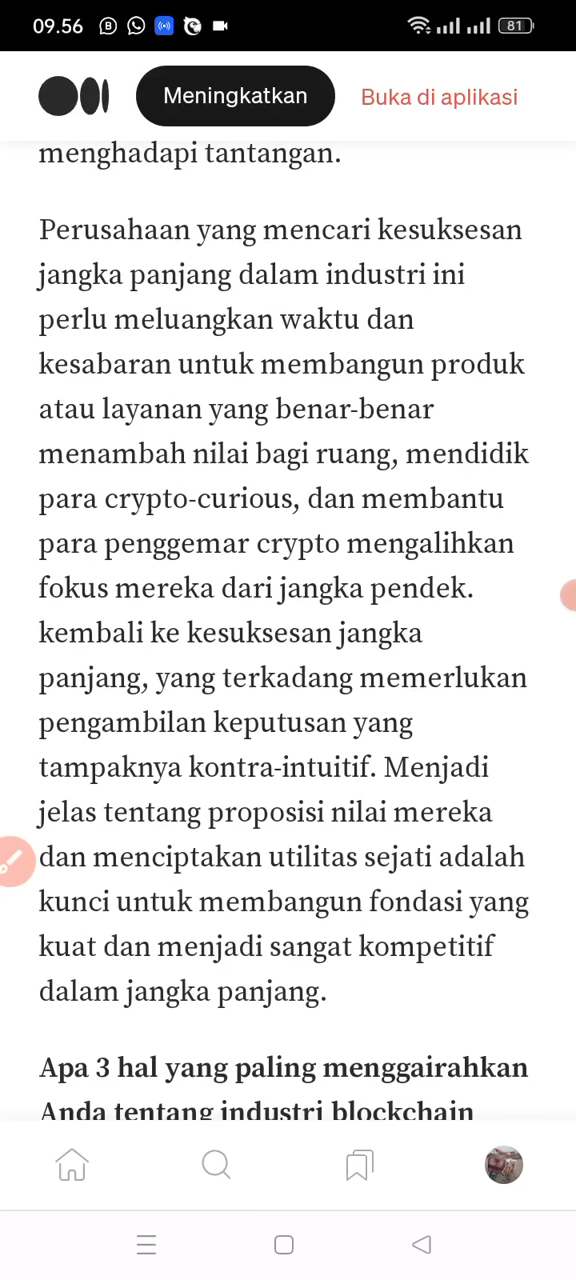 09.56
81
Meningkatkan
Buka di aplikasi
menghadapi tantangan.
Perusahaan yang mencari kesuksesan
jangka panjang dalam industri ini
perlu meluangkan waktu dan
kesabaran untuk membangun produk
atau layanan yang benar-benar
menambah nilai bagi ruang, mendidik
para crypto-curious, dan membantu
para penggemar crypto mengalihkan
fokus mereka dari jangka pendek.
kembali ke kesuksesan jangka
panjang, yang terkadang memerlukan
pengambilan keputusan yang
tampaknya kontra-intuitif. Menjadi
jelas tentang proposisi nilai mereka
dan menciptakan utilitas sejati adalah
kunci untuk membangun fondasi yang
kuat dan menjadi sangat kompetitif
dalam jangka panjang.
Apa 3 hal yang paling menggairahkan
Anda tentang industri blockchain